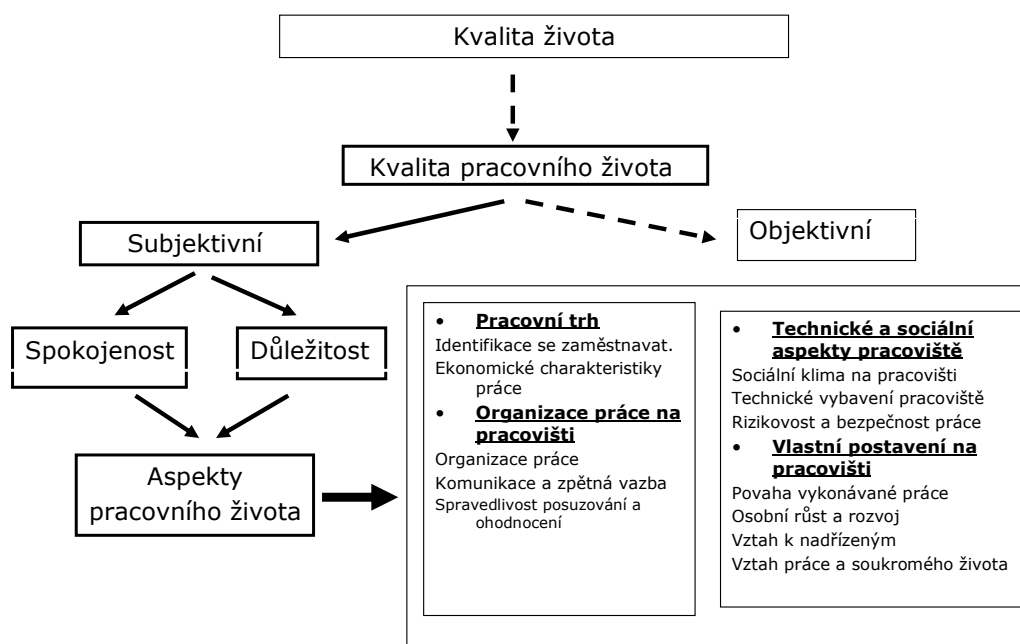 Kvalita života
Kvalita pracovního života
Subjektivní
Objektivní
Spokojenost
Důležitost
Aspekty
pracovního života
• Pracovní trh
Identifikace se zaměstnavat.
Ekonomické charakteristiky
práce
• Organizace práce na
pracovišti
Organizace práce
Komunikace a zpětná vazba
Spravedlivost posuzování a
ohodnocení
• Technické a sociální
aspekty pracoviště
Sociální klima na pracovišti
Technické vybavení pracoviště
Rizikovost a bezpečnost práce
• Vlastní postavení na
pracovišti
Povaha vykonávané práce
Osobní růst a rozvoj
Vztah k nadřízeným
Vztah práce a soukromého života